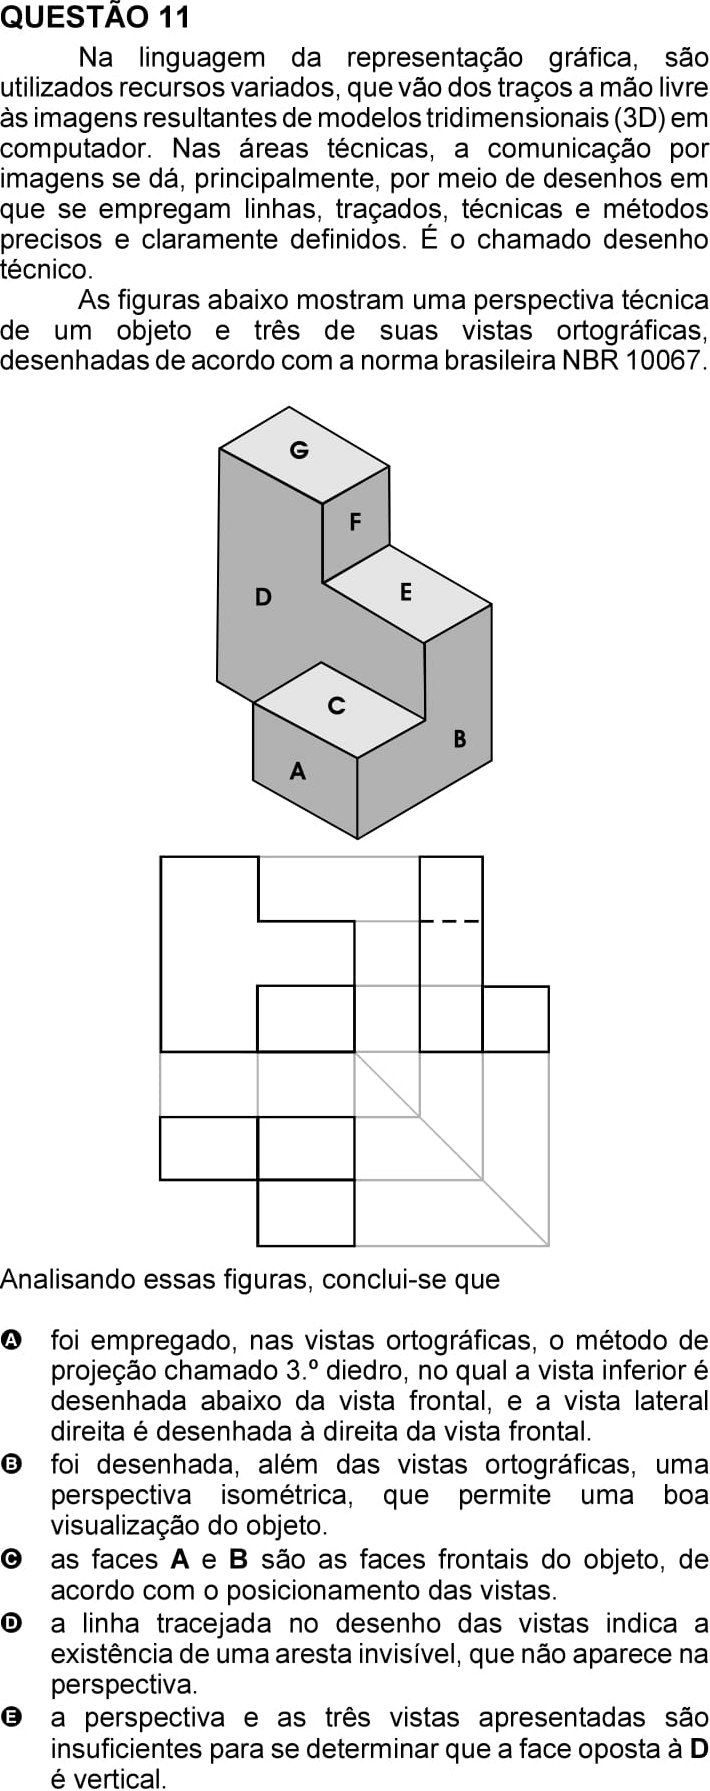 QUESTÃO 11
Na linguagem da representação gráfica, são
utilizados recursos variados, que vão dos traços a mão livre
às imagens resultantes de modelos tridimensionais (3D) em
computador. Nas áreas técnicas, a comunicação por
imagens se dá, principalmente, por meio de desenhos em
que se empregam linhas, traçados, técnicas e métodos
precisos e claramente definidos. É o chamado desenho
técnico.
As figuras abaixo mostram uma perspectiva técnica
de um objeto e três de suas vistas ortográficas,
desenhadas de acordo com a norma brasileira NBR 10067.
G
F
D
E
C
B
A
Analisando essas figuras, conclui-se que
A foi empregado, nas vistas ortográficas, o método de
projeção chamado 3.º diedro, no qual a vista inferior é
desenhada abaixo da vista frontal, e a vista lateral
direita é desenhada à direita da vista frontal.
B foi desenhada, além das vistas ortográficas, uma
perspectiva isométrica, que permite uma boa
visualização do objeto.
C as faces A e B são as faces frontais do objeto, de
acordo com o posicionamento das vistas.
D a linha tracejada no desenho das vistas indica a
existência de uma aresta invisível, que não aparece na
perspectiva.
E a perspectiva e as três vistas apresentadas são
insuficientes para se determinar que a face oposta à D
é vertical.